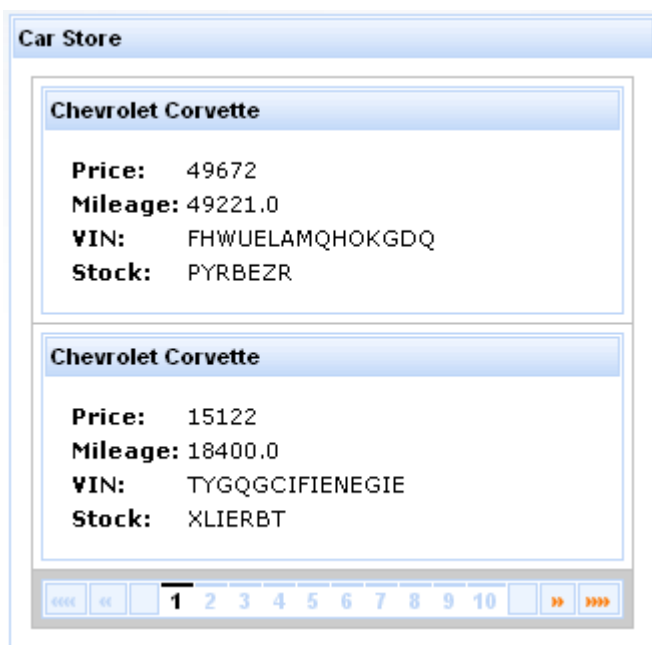 Car Store
Chevrolet Corvette
Price: 49672
Mileage: 49221.0
VIN: FHWUELAMQHOKGDQ
Stock: PYRBEZR
Chevrolet Corvette
Price: 15122
Mileage: 18400.0
VIN: TYGQGCIFIENEGIE
Stock: XLIERBT
«« « 1 2 3 4 5 6 7 8 9 10 » »»